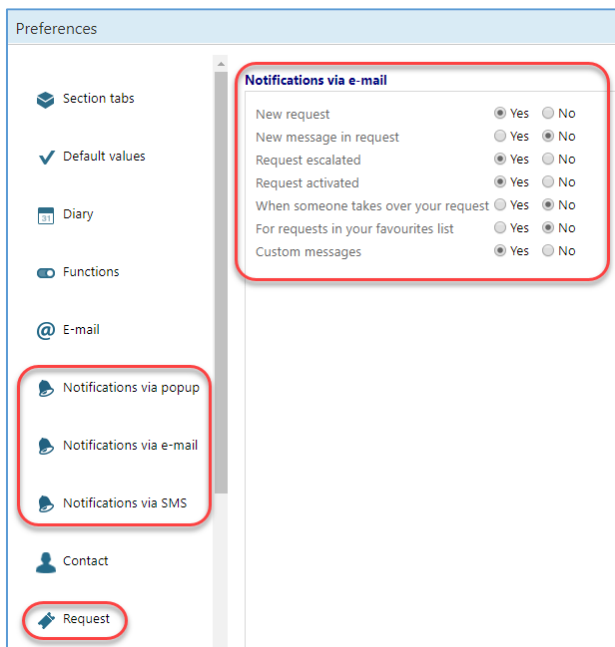 Preferences
Section tabs
Default values
31
Diary
Functions
E-mail
Notifications via popup
Notifications via e-mail
Notifications via SMS
Contact
Request
Notifications via e-mail
New request Yes No
New message in request Yes No
Request escalated Yes No
Request activated Yes No
When someone takes over your request Yes No
For requests in your favourites list Yes No
Custom messages Yes No